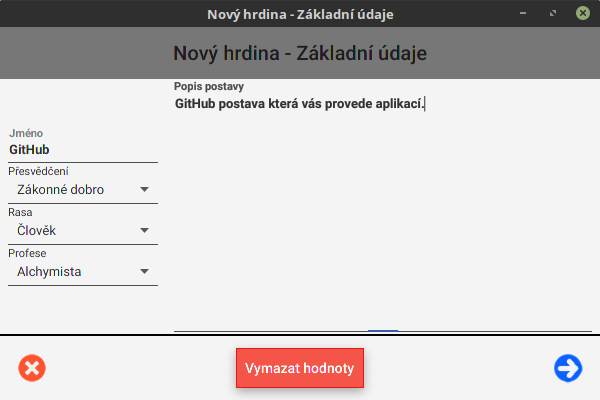 Nový hrdina - Základní údaje
Nový hrdina - Základní údaje
Popis postavy
GitHub postava která vás provede aplikací.
Jméno
GitHub
Přesvědčení
Zákonné dobro
Rasa
Člověk
Profese
Alchymista
Vymazat hodnoty